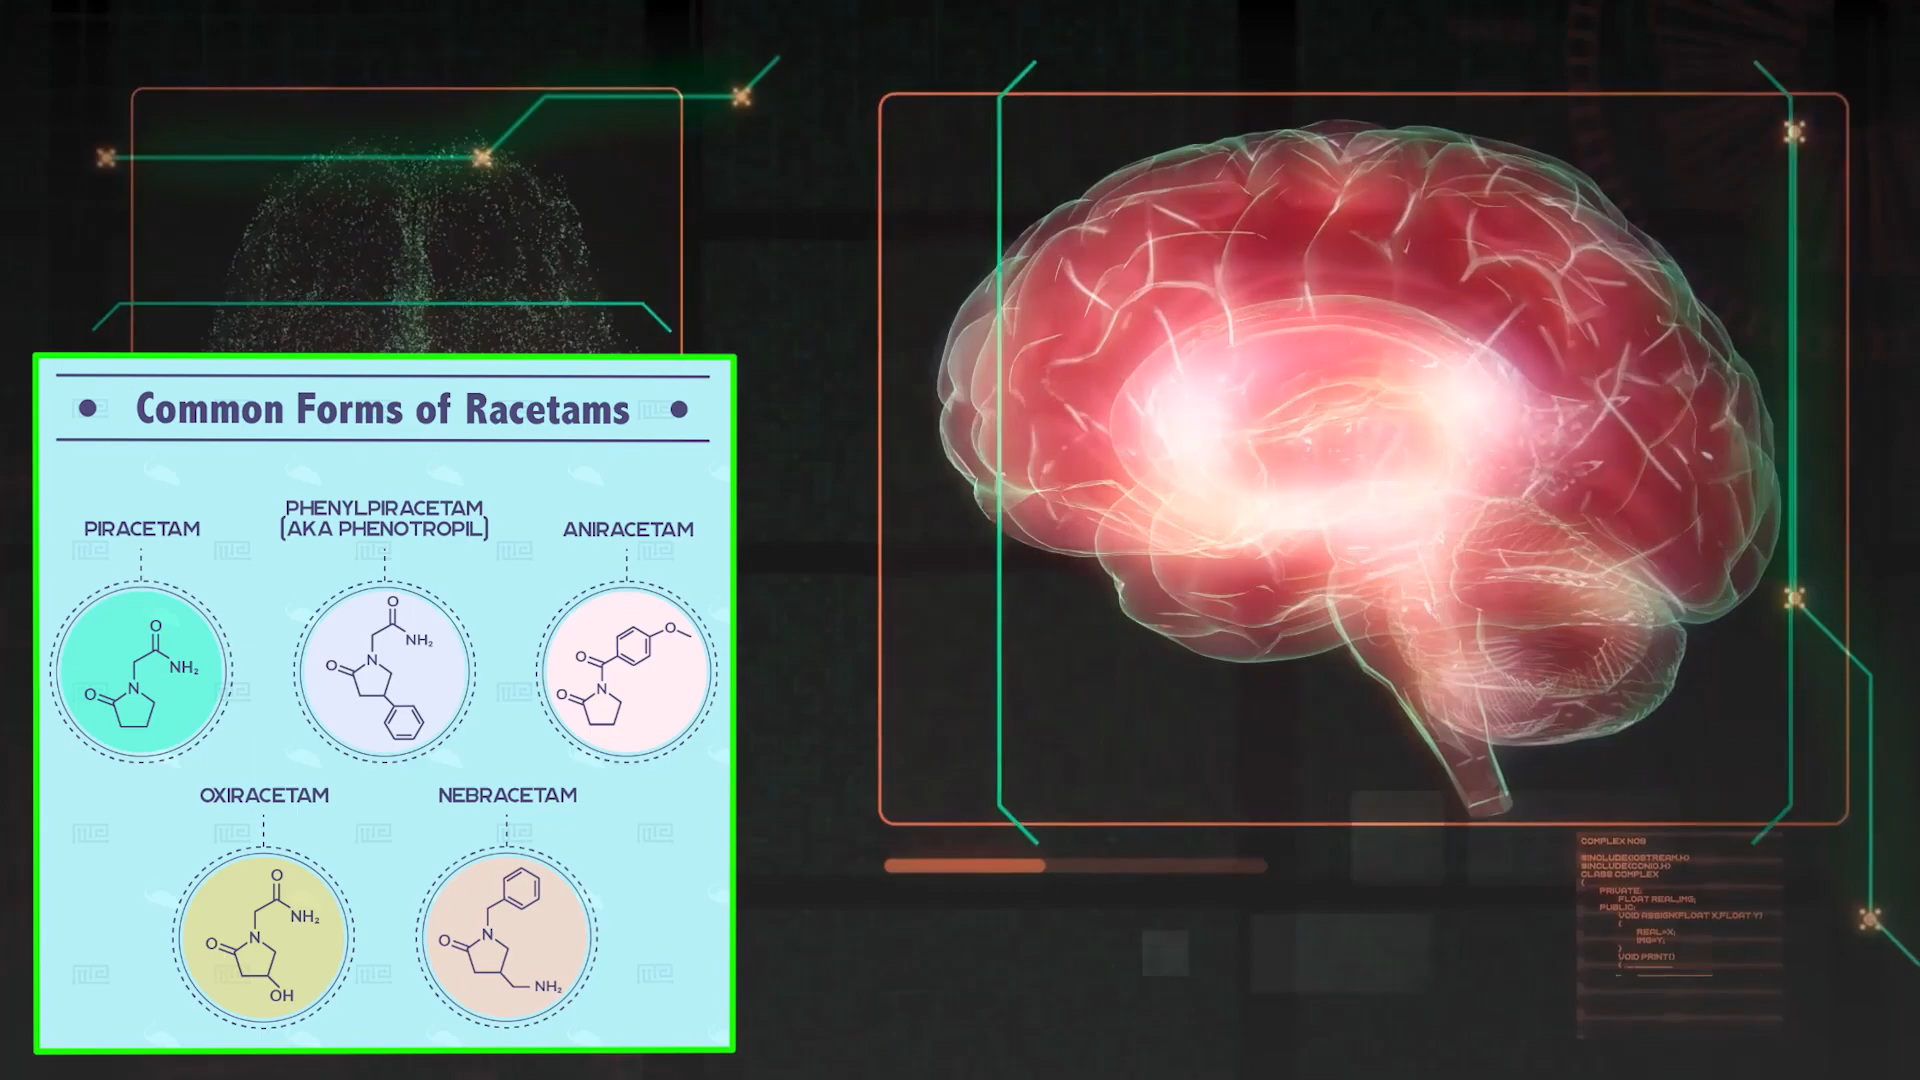 Common Forms of Racetams
PIRACETAM
PHENYLPIRACETAM
(AKA PHENOTROPIL)
ANIRACETAM
O
NH₂
N
O
O
NH₂
N
O
O
O
N
O
OXIRACETAM
NEBRACETAM
O
NH₂
N
O
OH
N
O
NH₂
COMPLEX NOB
#INCLUDE(IOSTREAM.H)
#INCLUDE(CONIO.H)
CLASS COMPLEX
{
PRIVATE:
FLOAT REAL,IMG;
PUBLIC:
VOID ASSIGN(FLOAT X,FLOAT Y)
{
REAL=X;
IMG=Y;
}
VOID PRINT()
{